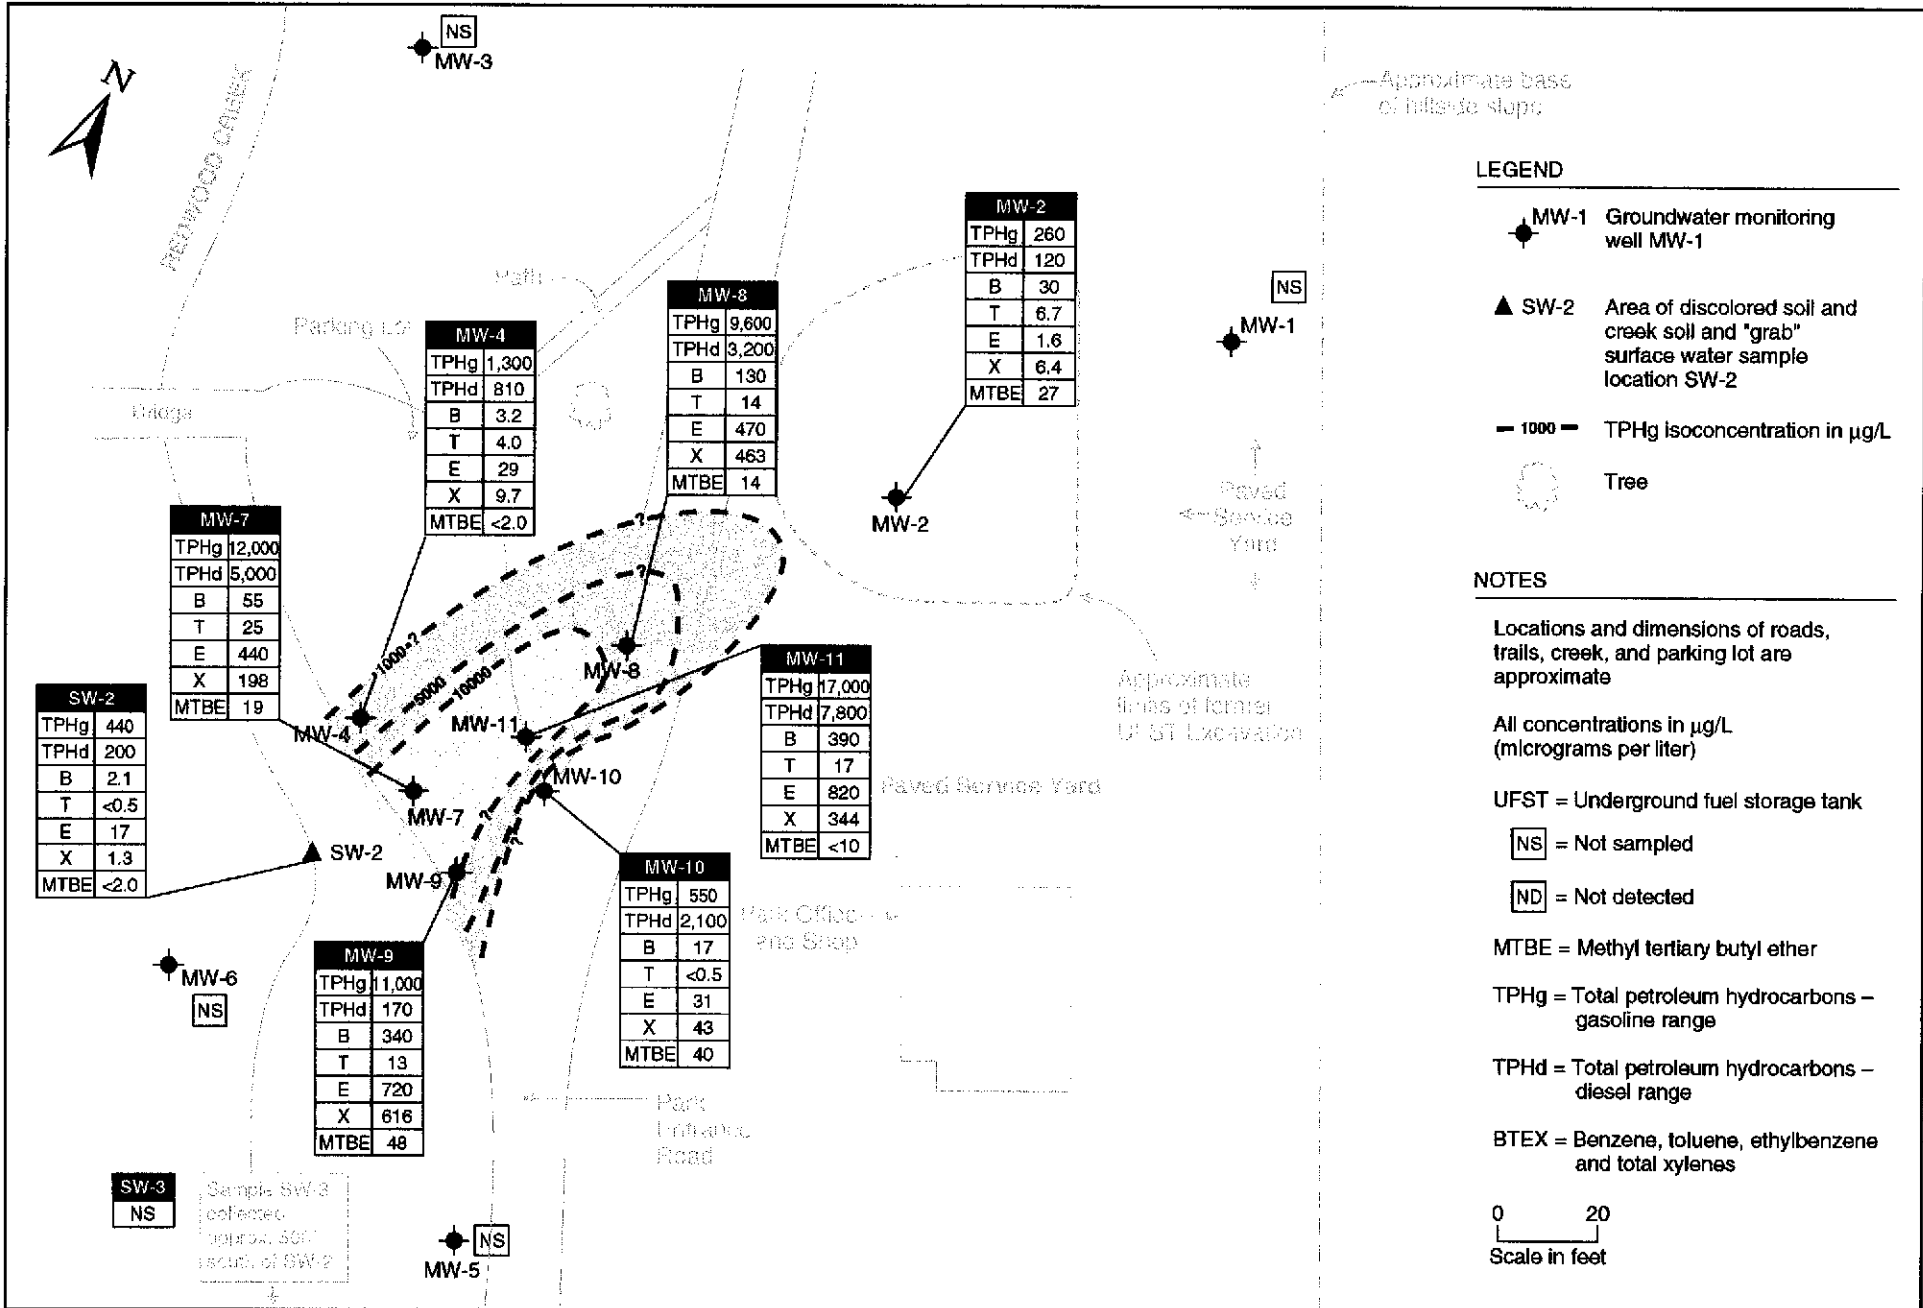 NS
MW-3
N
REDWOOD CREEK
Approximate base
of hillside slope
LEGEND
MW-1 Groundwater monitoring
well MW-1
SW-2 Area of discolored soil and
creek soil and "grab"
surface water sample
location SW-2
1000 TPHg isoconcentration in µg/L
Tree
NOTES
Locations and dimensions of roads,
trails, creek, and parking lot are
approximate
All concentrations in µg/L
(micrograms per liter)
UFST = Underground fuel storage tank
NS = Not sampled
ND = Not detected
MTBE = Methyl tertiary butyl ether
TPHg = Total petroleum hydrocarbons –
gasoline range
TPHd = Total petroleum hydrocarbons –
diesel range
BTEX = Benzene, toluene, ethylbenzene
and total xylenes
0 20
Scale in feet
MW-2
TPHg 260
TPHd 120
B 30
T 6.7
E 1.6
X 6.4
MTBE 27
MW-2
NS
MW-1
Path
Parking Lot
Bridge
MW-8
TPHg 9,600
TPHd 3,200
B 130
T 14
E 470
X 463
MTBE 14
MW-4
TPHg 1,300
TPHd 810
B 3.2
T 4.0
E 29
X 9.7
MTBE <2.0
MW-7
TPHg 12,000
TPHd 5,000
B 55
T 25
E 440
X 198
MTBE 19
SW-2
TPHg 440
TPHd 200
B 2.1
T <0.5
E 17
X 1.3
MTBE <2.0
Paved
Service
Yard
?
?
1000
?
5000
10000
MW-8
MW-4
MW-11
MW-10
MW-7
?
?
SW-2
MW-9
MW-11
TPHg 17,000
TPHd 7,800
B 390
T 17
E 820
X 344
MTBE <10
Approximate
limits of former
UFST Excavation
Paved Service Yard
MW-10
TPHg 550
TPHd 2,100
B 17
T <0.5
E 31
X 43
MTBE 40
Park Office
and Shop
MW-9
TPHg 11,000
TPHd 170
B 340
T 13
E 720
X 616
MTBE 48
MW-6
NS
Park
Entrance
Road
SW-3
NS
Sample SW-3
collected
approx.
south of SW-2
NS
MW-5